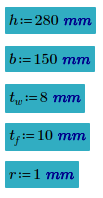 h:=280 mm
b:=150 mm
t_w:=8 mm
t_f:=10 mm
r:=1 mm